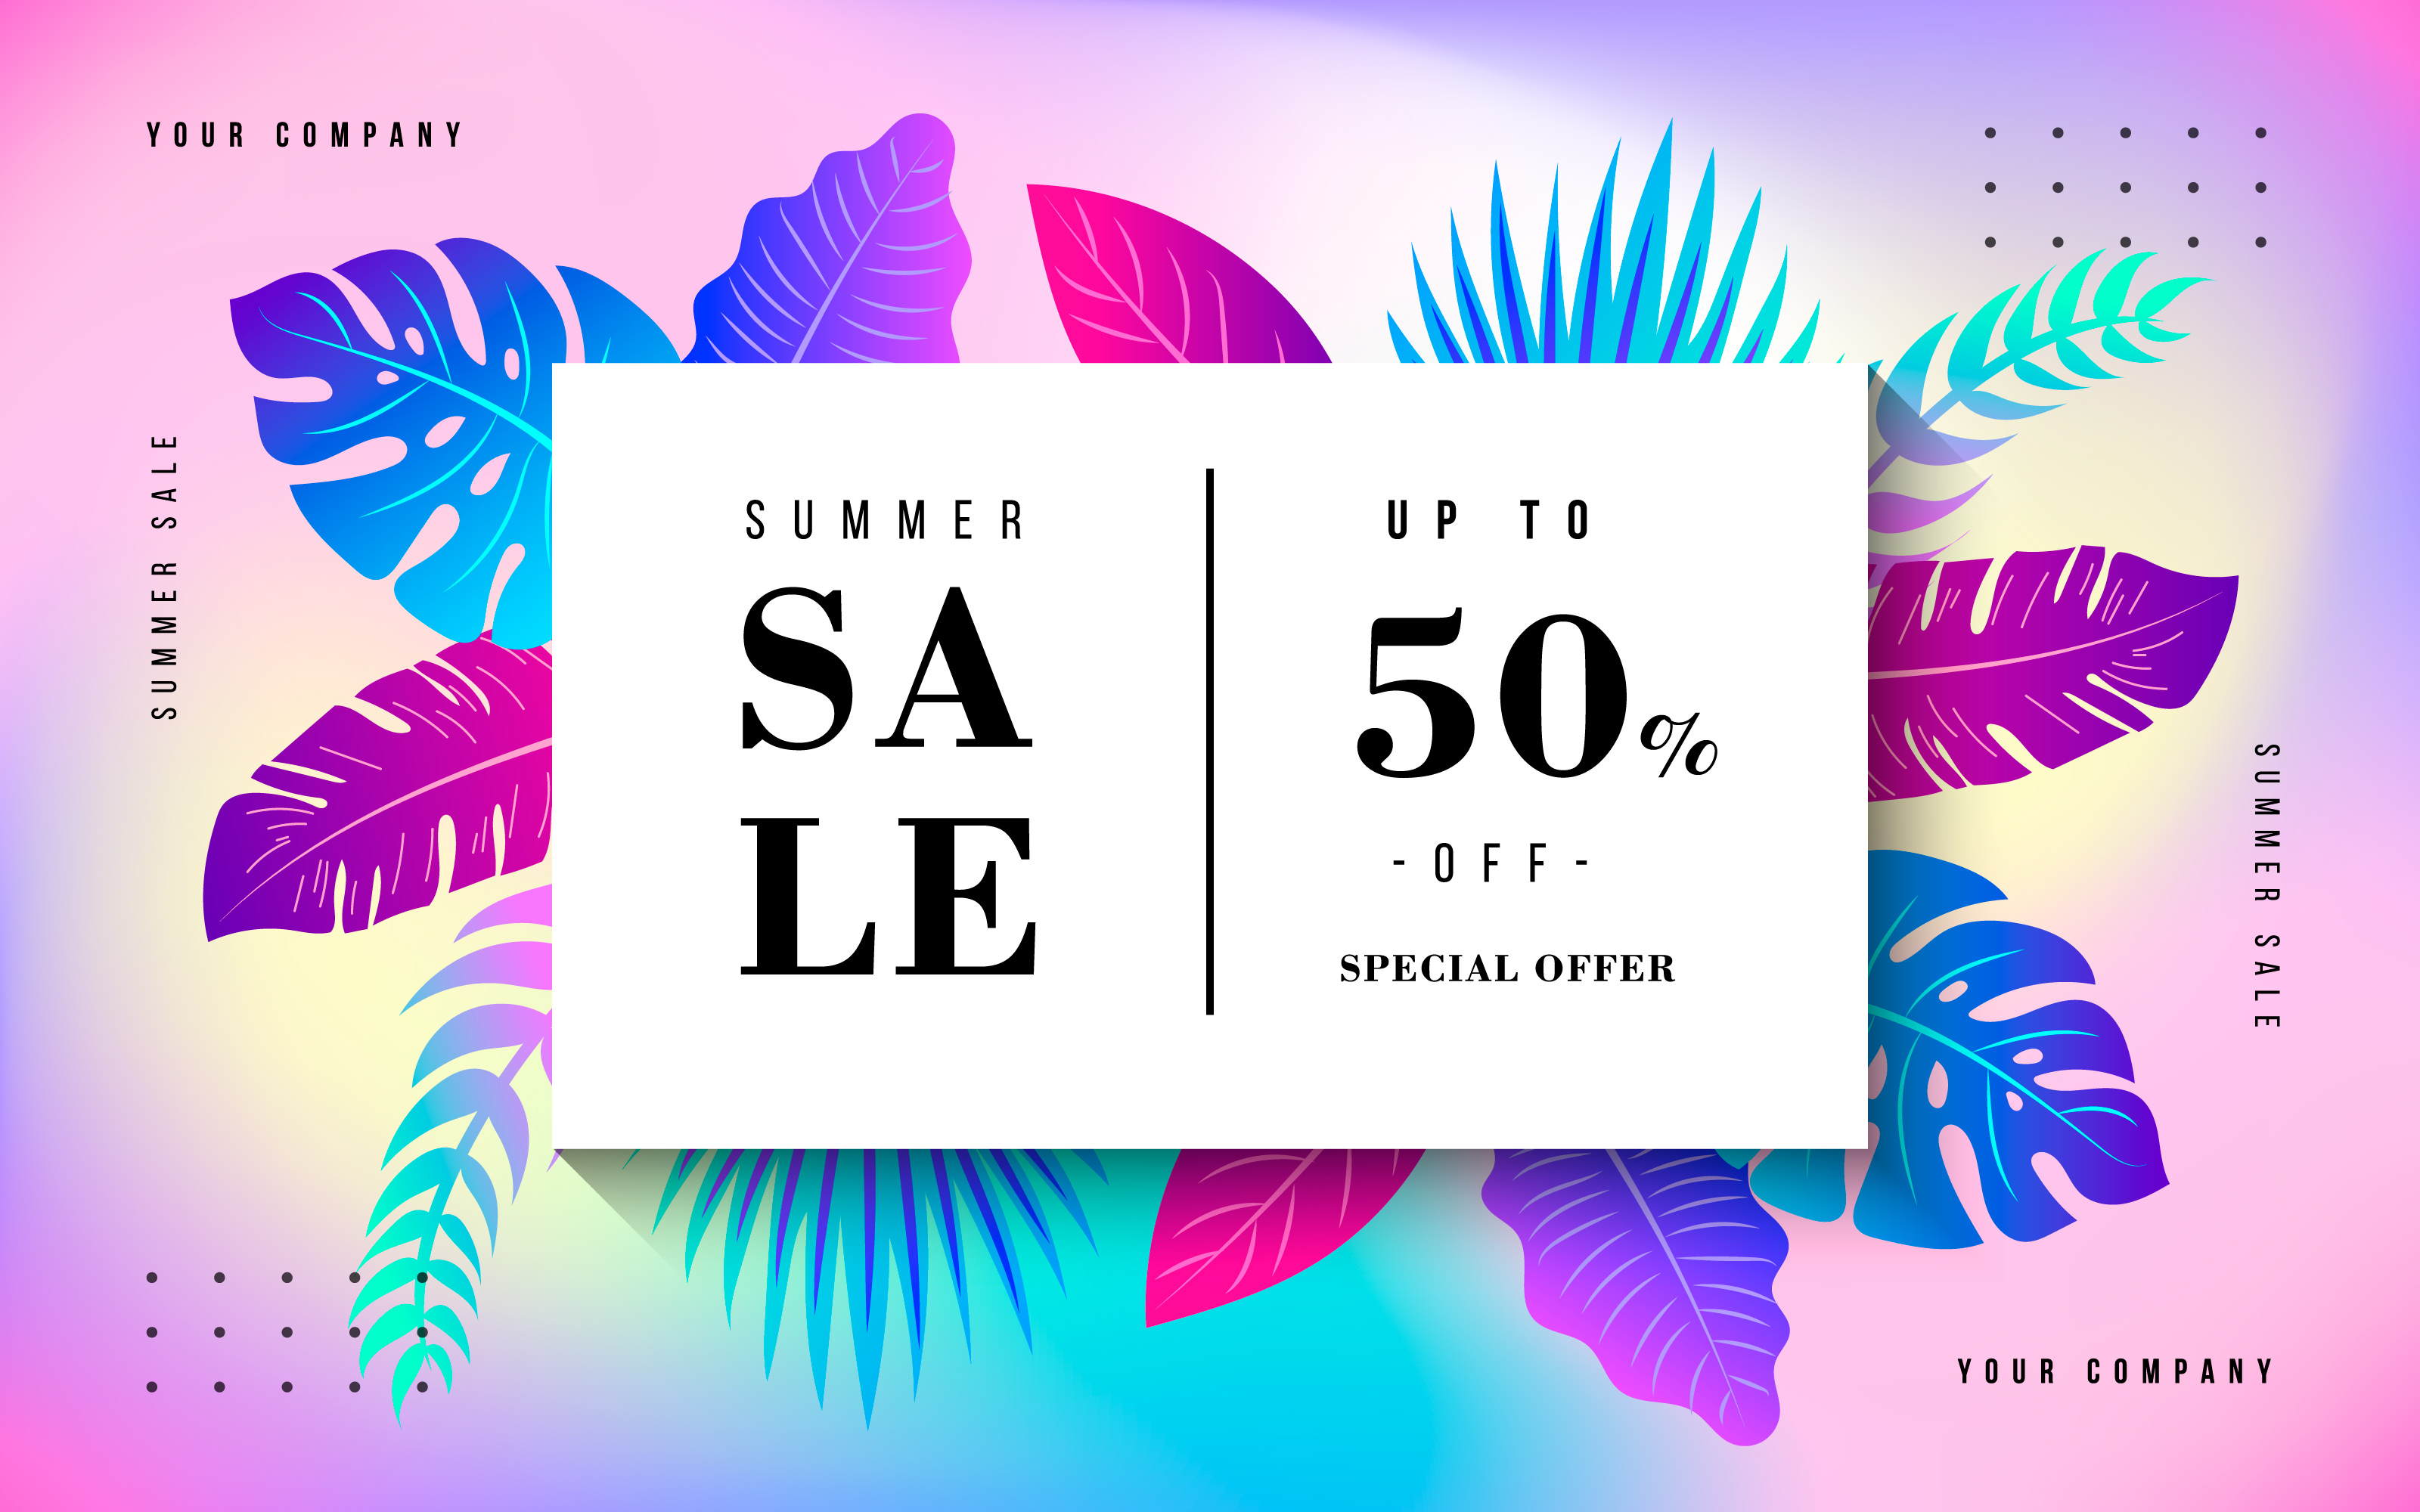 YOUR COMPANY
SUMMER SALE
SUMMER
SA
LE
UP TO
50%
-OFF-
SPECIAL OFFER
SUMMER SALE
YOUR COMPANY